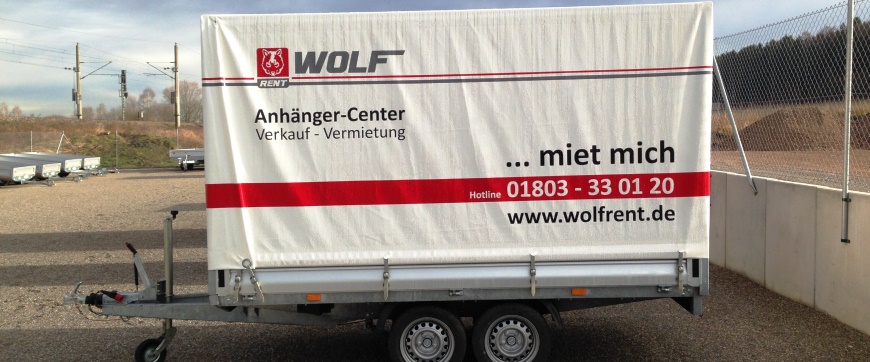 WOLF
RENT
Anhänger-Center
Verkauf - Vermietung
... miet mich
Hotline 01803 - 33 01 20
www.wolfrent.de